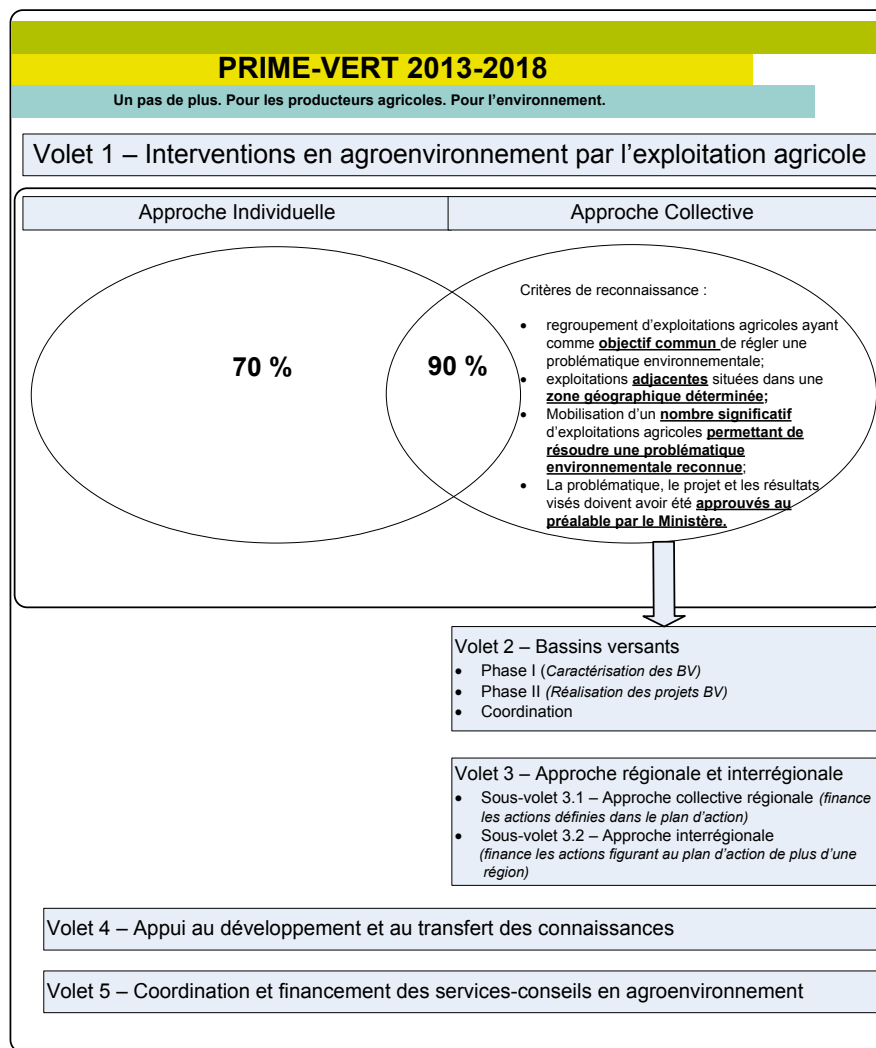 PRIME-VERT 2013-2018
Un pas de plus. Pour les producteurs agricoles. Pour l'environnement.
Volet 1 – Interventions en agroenvironnement par l'exploitation agricole
Approche Individuelle
Approche Collective
70 %
90 %
Critères de reconnaissance :
• regroupement d'exploitations agricoles ayant
comme objectif commun de régler une
problématique environnementale;
• exploitations adjacentes situées dans une
zone géographique déterminée;
• Mobilisation d'un nombre significatif
d'exploitations agricoles permettant de
résoudre une problématique
environnementale reconnue;
• La problématique, le projet et les résultats
visés doivent avoir été approuvés au
préalable par le Ministère.
Volet 2 – Bassins versants
• Phase I (Caractérisation des BV)
• Phase II (Réalisation des projets BV)
• Coordination
Volet 3 – Approche régionale et interrégionale
• Sous-volet 3.1 – Approche collective régionale (finance
les actions définies dans le plan d'action)
• Sous-volet 3.2 – Approche interrégionale
(finance les actions figurant au plan d'action de plus d'une
région)
Volet 4 – Appui au développement et au transfert des connaissances
Volet 5 – Coordination et financement des services-conseils en agroenvironnement